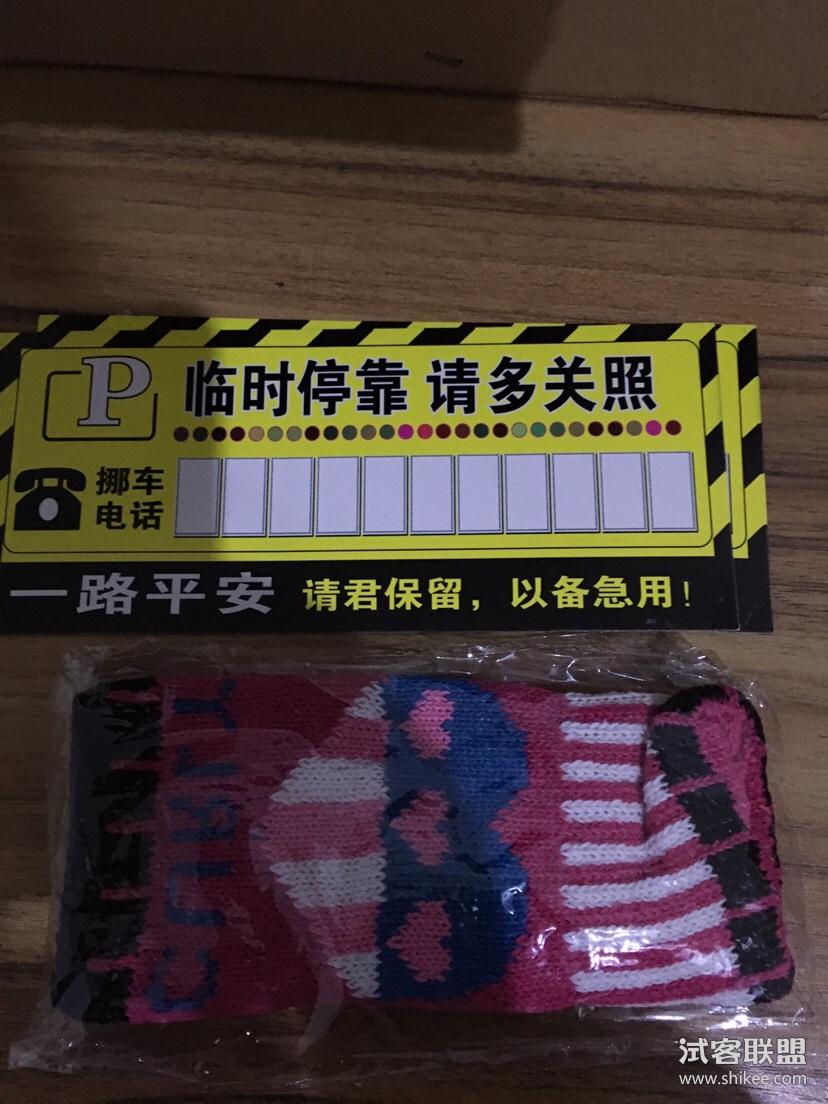 P 临时停靠 请多关照
挪车
电话
一路平安 请君保留，以备急用！
CURLY
试客联盟
www.shikee.com